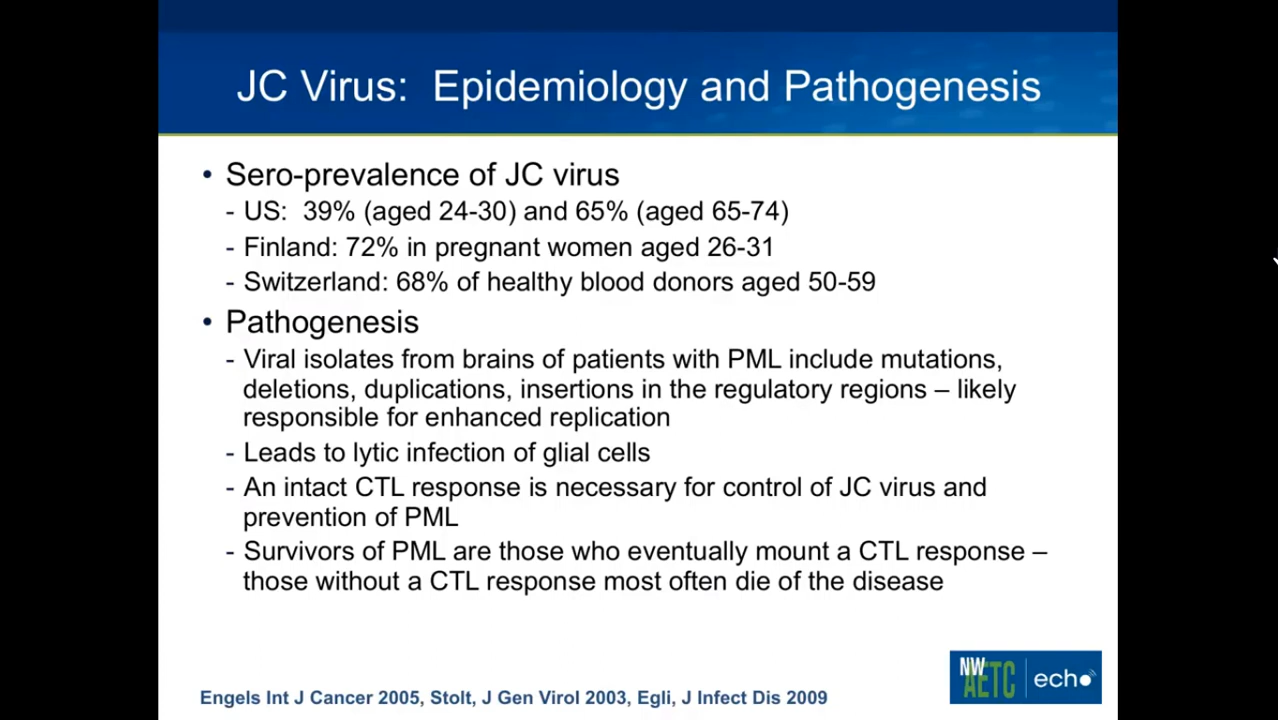 JC Virus: Epidemiology and Pathogenesis
• Sero-prevalence of JC virus
- US: 39% (aged 24-30) and 65% (aged 65-74)
- Finland: 72% in pregnant women aged 26-31
- Switzerland: 68% of healthy blood donors aged 50-59
• Pathogenesis
- Viral isolates from brains of patients with PML include mutations,
deletions, duplications, insertions in the regulatory regions – likely
responsible for enhanced replication
- Leads to lytic infection of glial cells
- An intact CTL response is necessary for control of JC virus and
prevention of PML
- Survivors of PML are those who eventually mount a CTL response –
those without a CTL response most often die of the disease
NW
AETC echo
Engels Int J Cancer 2005, Stolt, J Gen Virol 2003, Egli, J Infect Dis 2009